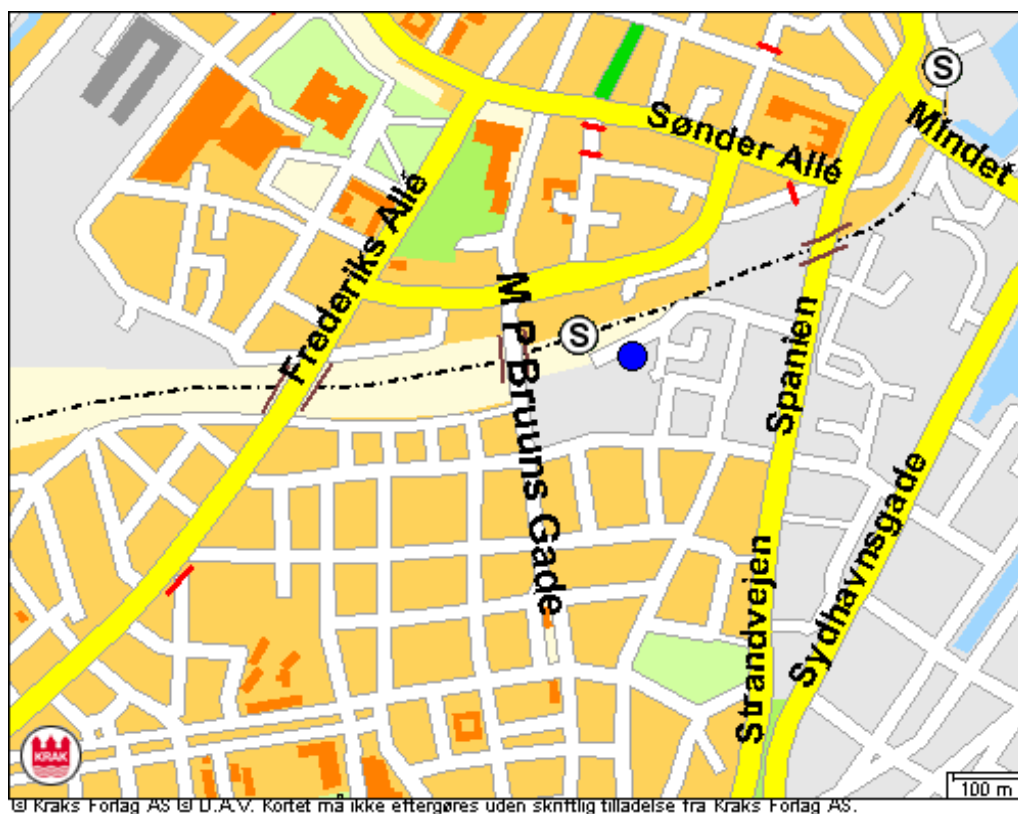 S
Mindet
Sønder Allé
Frederiks Allé
S
M P Bruuns Gade
Spanien
Sydhavnsgade
Strandvejen
KRAK
100 m
© Kraks Forlag AS © D.A.V. Kortet må ikke eftergøres uden skriftlig tilladelse fra Kraks Forlag AS.